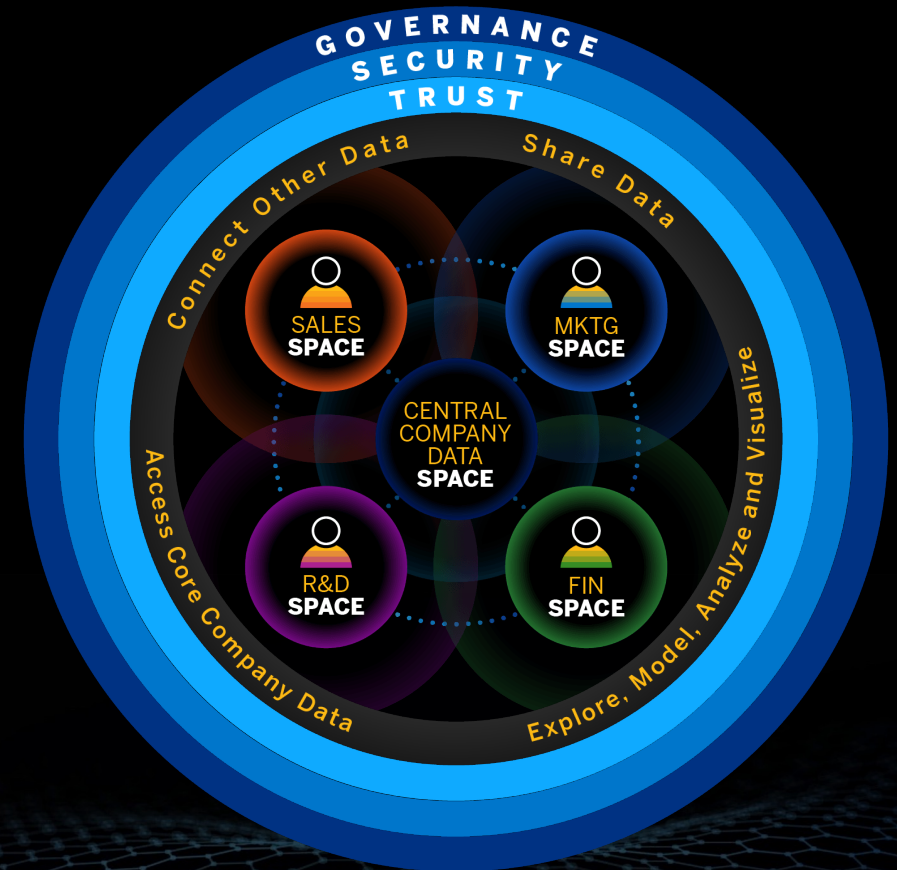 GOVERNANCE
SECURITY
TRUST
Connect Other Data
Share Data
SALES
SPACE
MKTG
SPACE
CENTRAL
COMPANY
DATA
SPACE
R&D
SPACE
FIN
SPACE
Access Core Company Data
Explore, Model, Analyze and Visualize